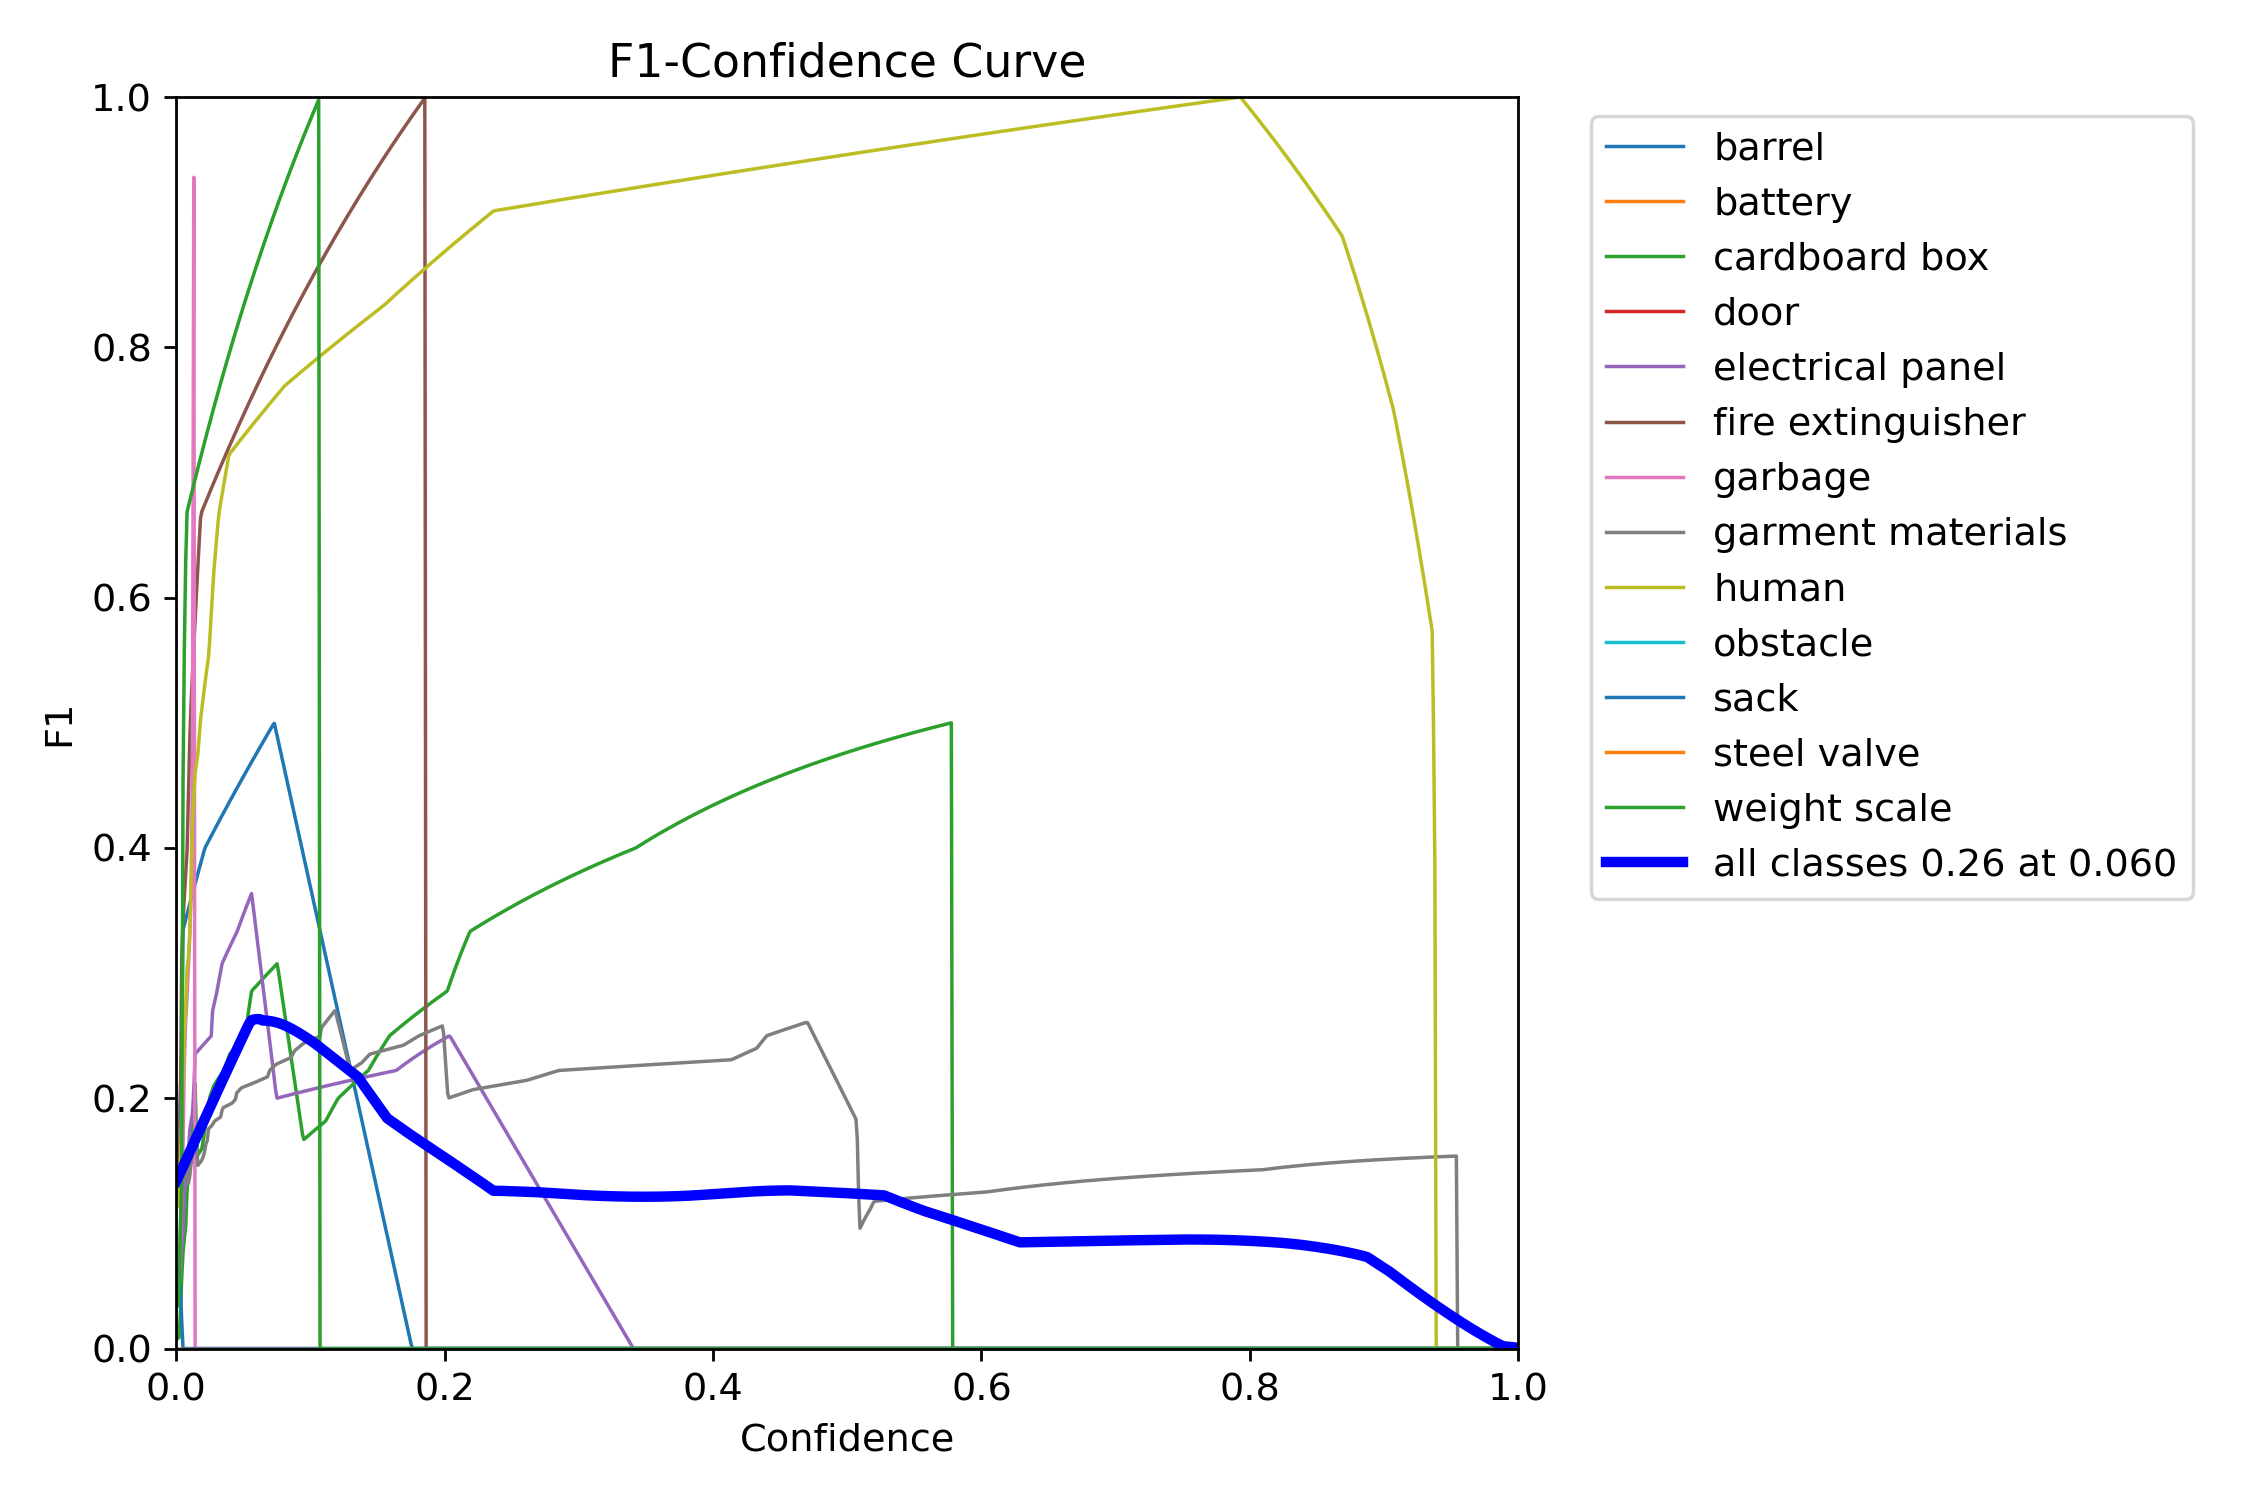 F1-Confidence Curve
1.0
0.8
0.6
0.4
0.2
0.0
F1
0.0 0.2 0.4 0.6 0.8 1.0
Confidence
barrel
battery
cardboard box
door
electrical panel
fire extinguisher
garbage
garment materials
human
obstacle
sack
steel valve
weight scale
all classes 0.26 at 0.060